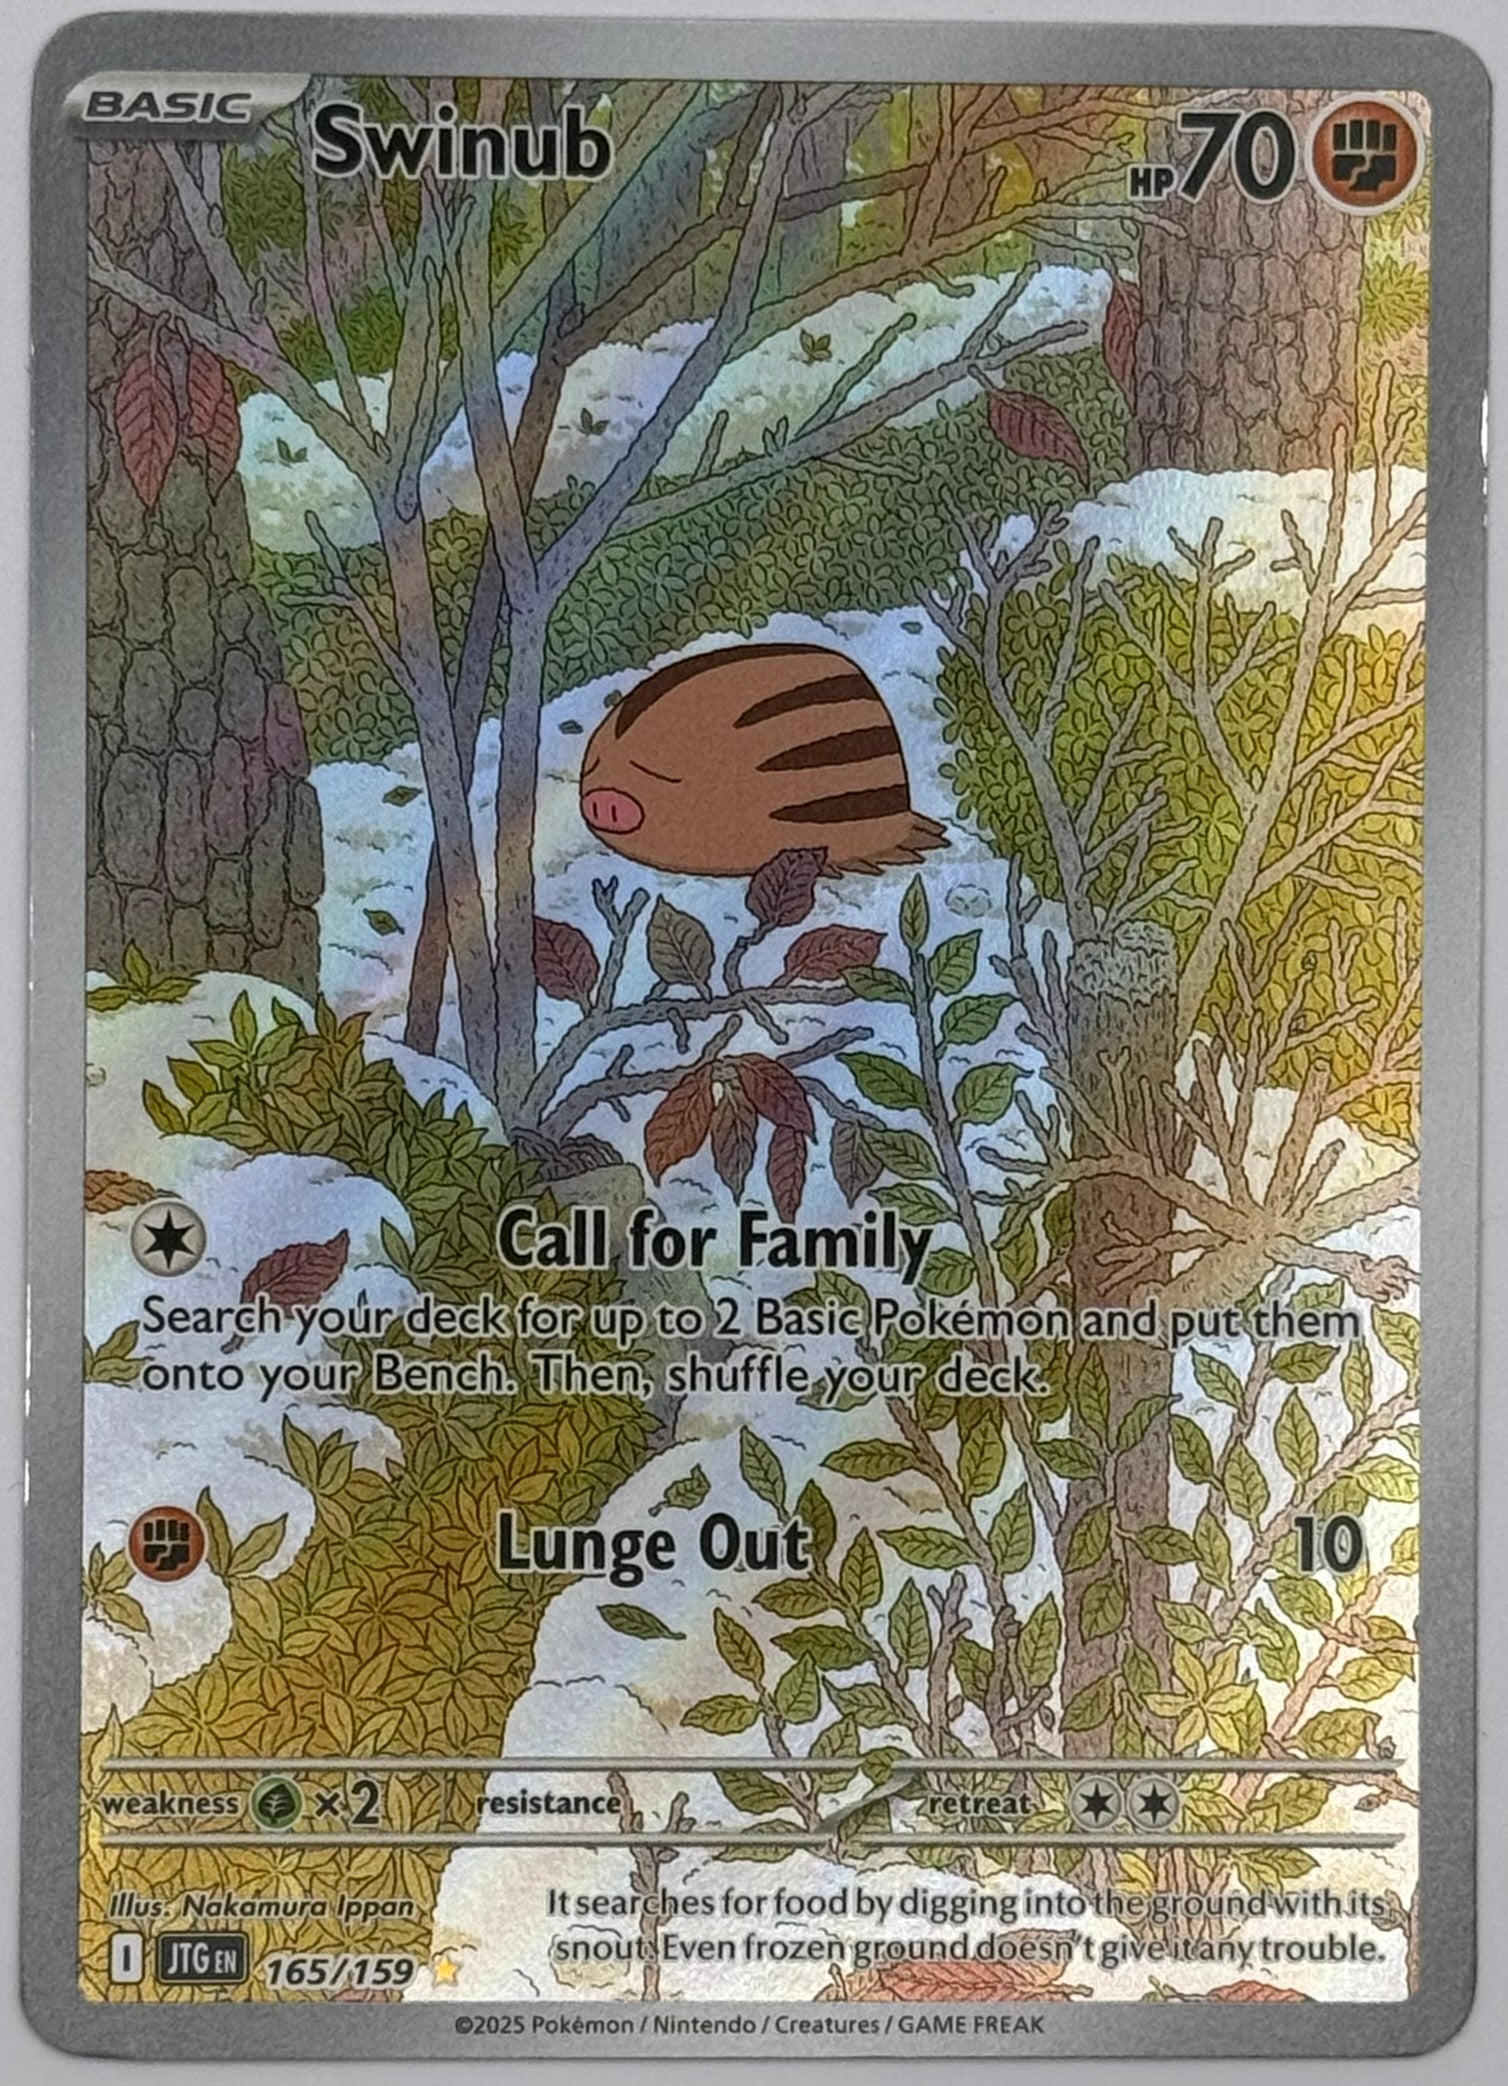 BASIC
Swinub
HP 70
Call for Family
Search your deck for up to 2 Basic Pokémon and put them
onto your Bench. Then, shuffle your deck.
Lunge Out 10
weakness ×2 resistance retreat
Illus. Nakamura Ippan
It searches for food by digging into the ground with its
snout. Even frozen ground doesn't give it any trouble.
I JTG EN 165/159
©2025 Pokémon / Nintendo / Creatures / GAME FREAK